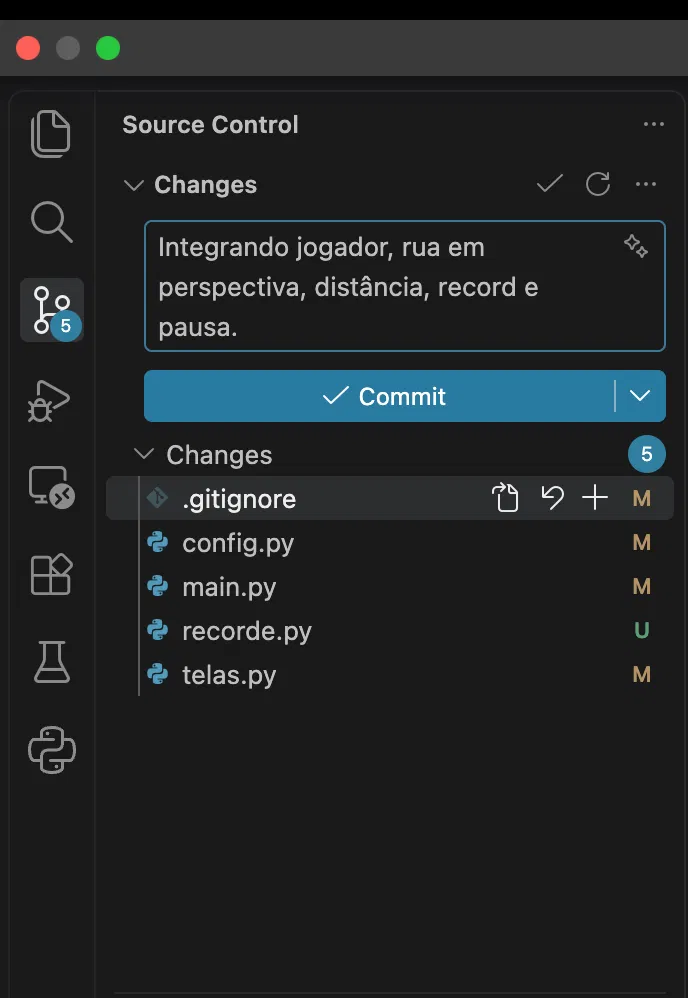 Source Control
Changes
Integrando jogador, rua em
perspectiva, distância, record e
pausa.
5
Commit
Changes 5
.gitignore M
config.py M
main.py M
recorde.py U
telas.py M